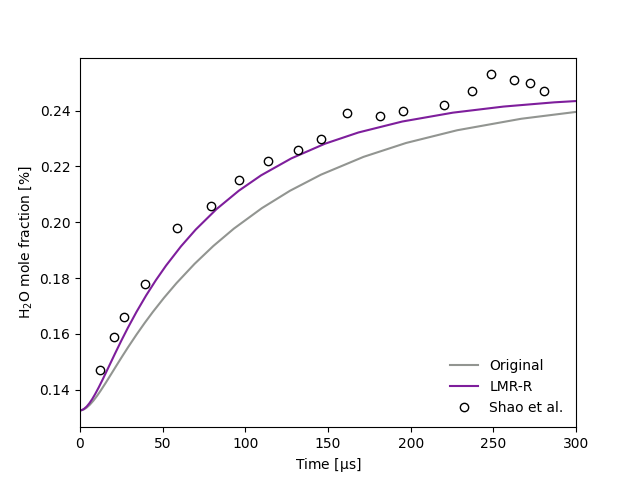 0.24
0.22
0.20
0.18
0.16
0.14
H₂O mole fraction [%]
Original
LMR-R
Shao et al.
0 50 100 150 200 250 300
Time [µs]